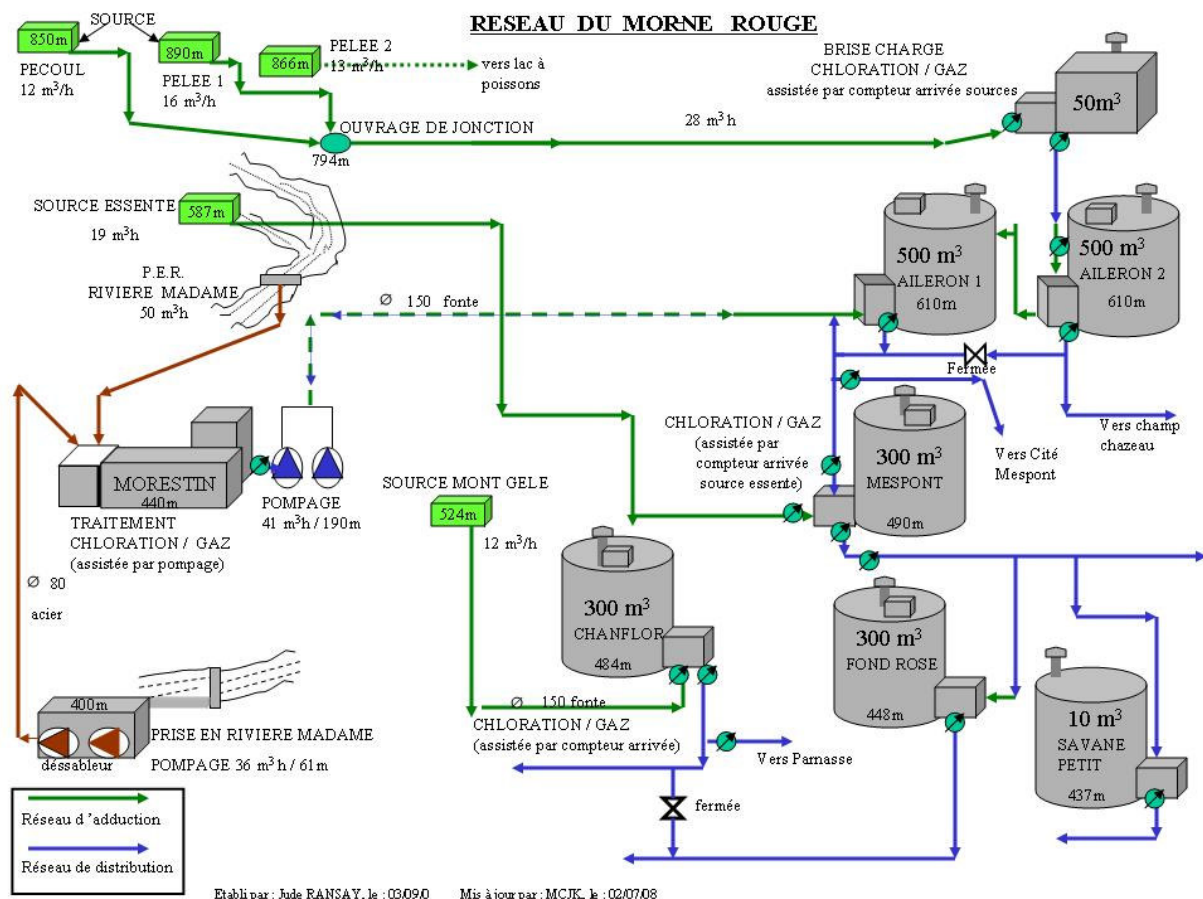 RESEAU DU MORNE ROUGE
SOURCE
850m
890m
866m
PELEE 2
13 m³/h
PECOUL
12 m³/h
PELEE 1
16 m³/h
vers lac à
poissons
BRISE CHARGE
CHLORATION / GAZ
assistée par compteur arrivée sources
50m³
OUVRAGE DE JONCTION
794m
28 m³h
SOURCE ESSENTE
587m
19 m³h
P.E.R.
RIVIERE MADAME
50 m³h
Ø 150 fonte
500 m³
AILERON 1
610m
500 m³
AILERON 2
610m
Fermée
Vers champ
chazeau
Vers Cité
Mespont
CHLORATION / GAZ
(assistée par
compteur arrivée
source essente)
300 m³
MESPONT
490m
MORESTIN
440m
POMPAGE
41 m³h / 190m
TRAITEMENT
CHLORATION / GAZ
(assistée par pompage)
SOURCE MONT GELE
524m
12 m³/h
Ø 80
acier
300 m³
CHANFLOR
484m
300 m³
FOND ROSE
448m
10 m³
SAVANE
PETIT
437m
Ø 150 fonte
CHLORATION / GAZ
(assistée par compteur arrivée)
Vers Parnasse
fermée
400m
PRISE EN RIVIERE MADAME
POMPAGE 36 m³h / 61m
déssableur
Réseau d'adduction
Réseau de distribution
Etabli par : Jude RANSAY, le : 03/09/0 Mis à jour par : MCJK, le : 02/07/08